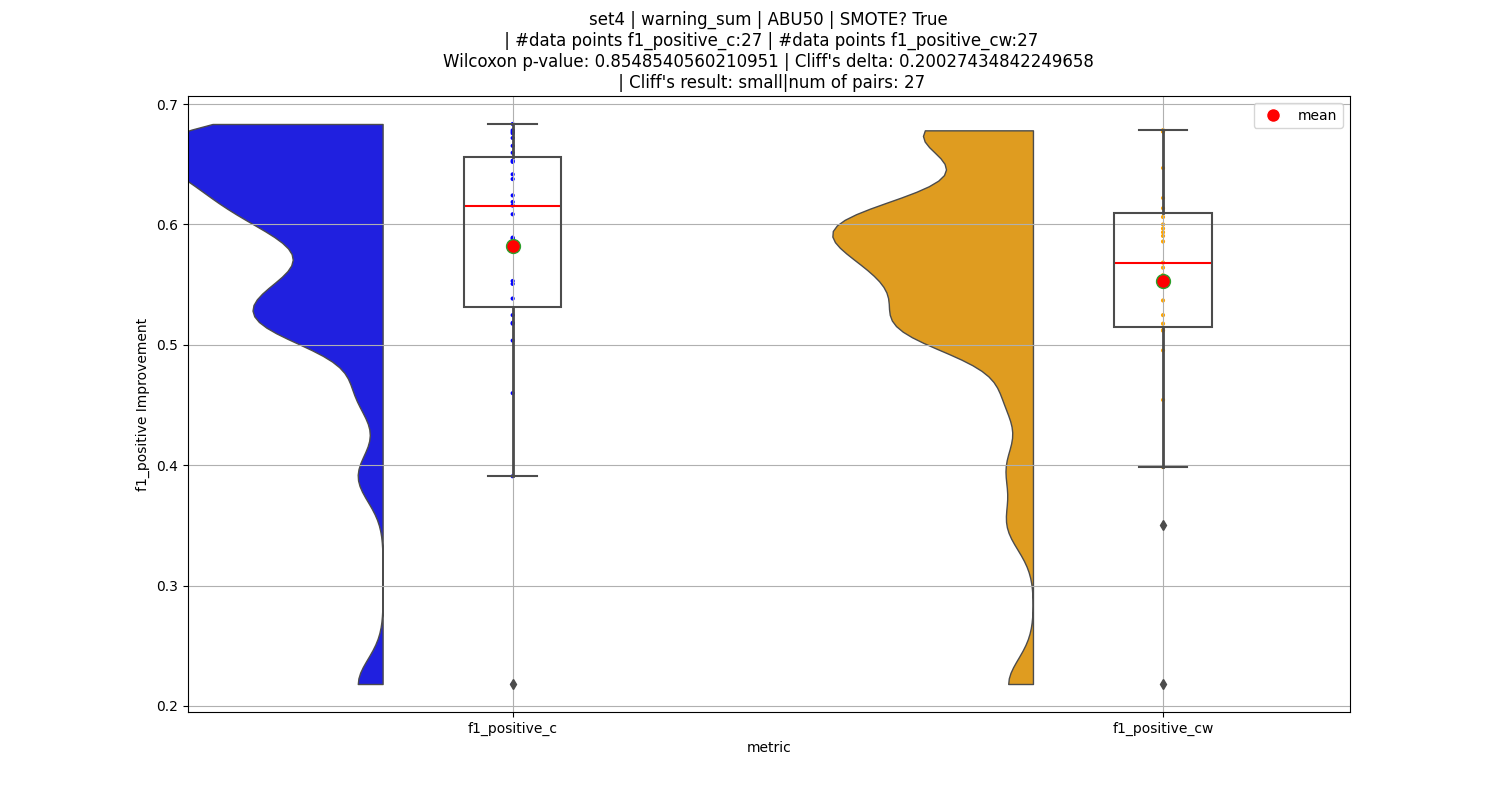 set4 | warning_sum | ABU50 | SMOTE? True
| #data points f1_positive_c:27 | #data points f1_positive_cw:27
Wilcoxon p-value: 0.8548540560210951 | Cliff's delta: 0.20027434842249658
| Cliff's result: small|num of pairs: 27
mean
0.7
0.6
0.5
0.4
0.3
0.2
f1_positive Improvement
f1_positive_c
f1_positive_cw
metric